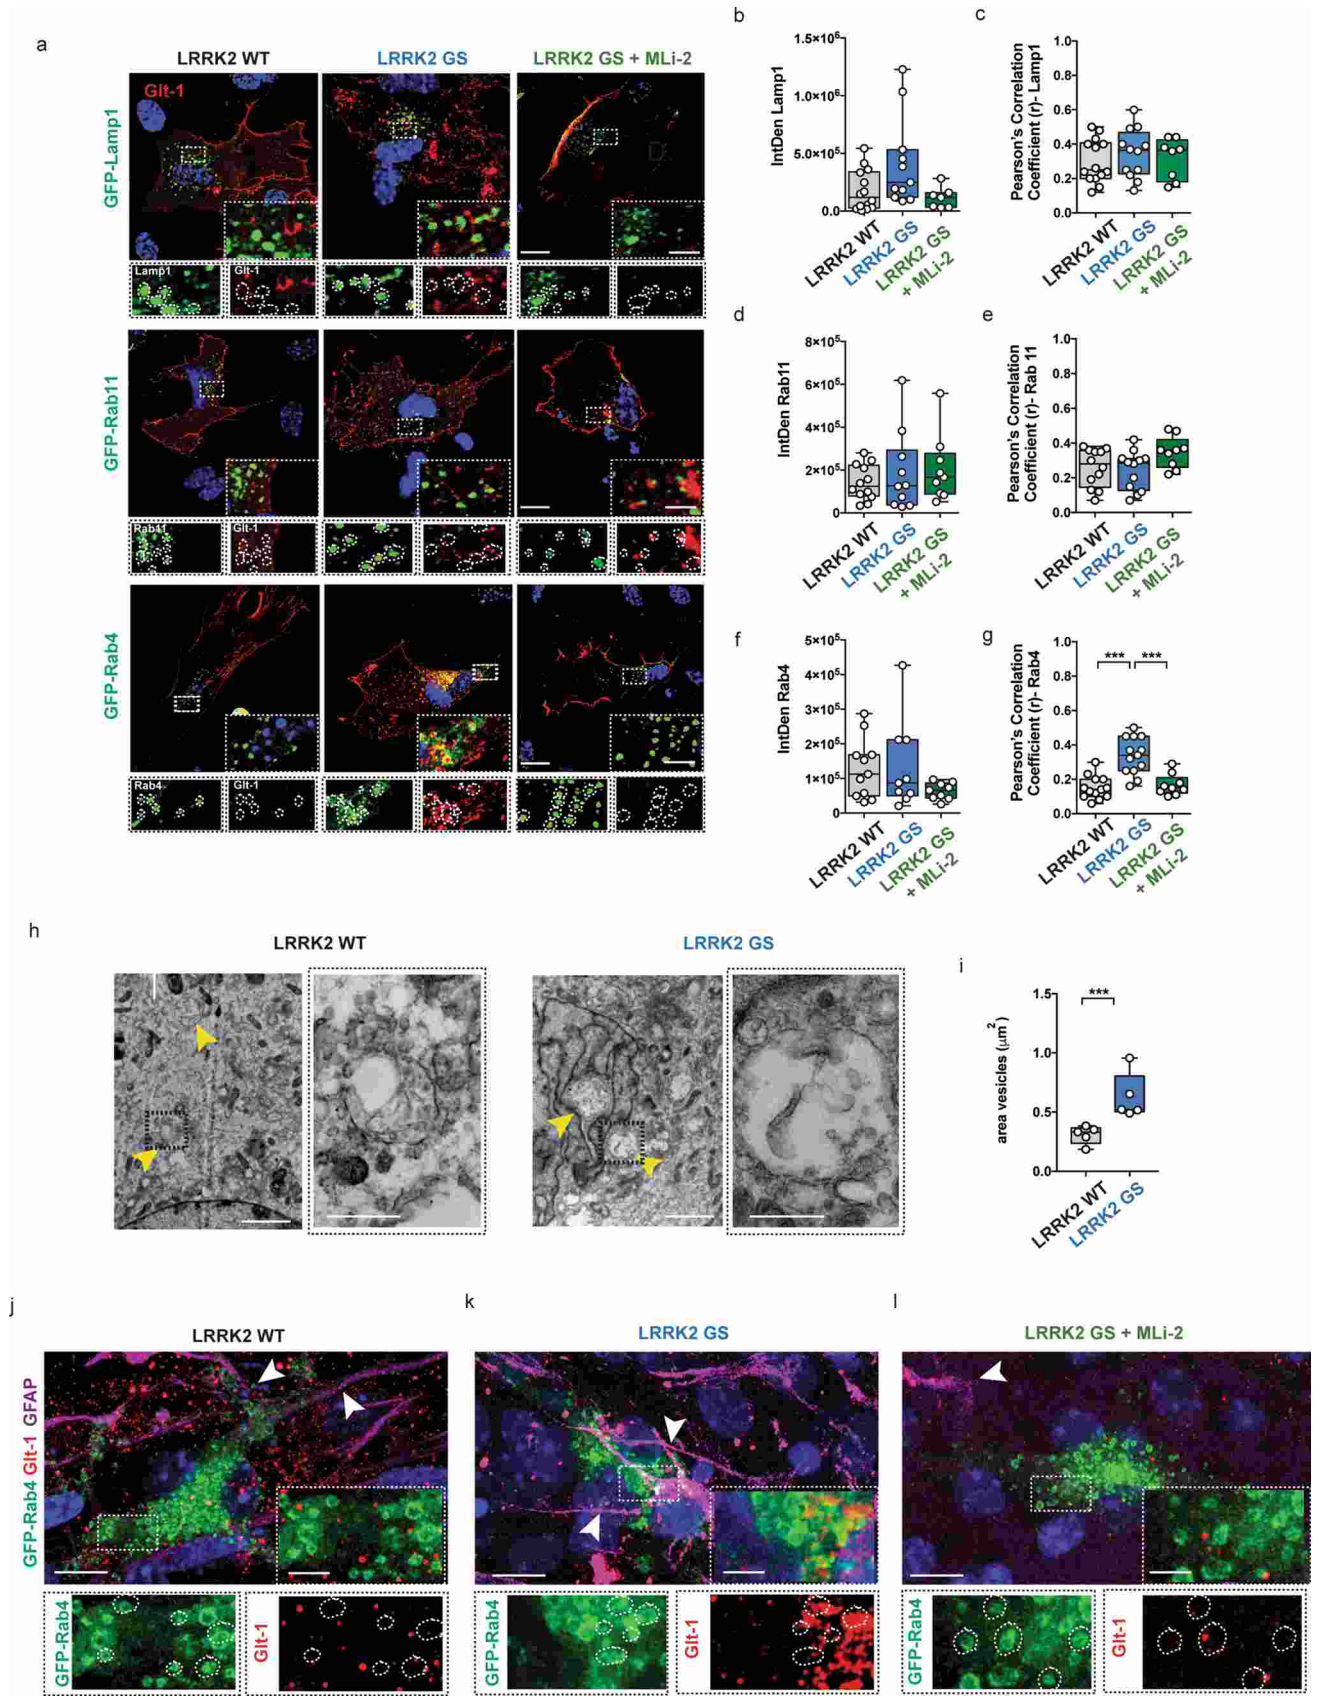 a
LRRK2 WT
LRRK2 GS
LRRK2 GS + MLi-2
GFP-Lamp1
Glt-1
Lamp1
Glt-1
GFP-Rab11
Rab11
Glt-1
GFP-Rab4
Rab4
Glt-1
b
IntDen Lamp1
1.5×10⁶
1.0×10⁶
5.0×10⁵
0.0
LRRK2 WT
LRRK2 GS
LRRK2 GS
+ MLi-2
c
Pearson's Correlation
Coefficient (r)- Lamp1
1.0
0.8
0.6
0.4
0.2
0.0
LRRK2 WT
LRRK2 GS
LRRK2 GS
+ MLi-2
d
IntDen Rab11
8×10⁵
6×10⁵
4×10⁵
2×10⁵
0
LRRK2 WT
LRRK2 GS
LRRK2 GS
+ MLi-2
e
Pearson's Correlation
Coefficient (r)- Rab 11
1.0
0.8
0.6
0.4
0.2
0.0
LRRK2 WT
LRRK2 GS
LRRK2 GS
+ MLi-2
f
IntDen Rab4
5×10⁵
4×10⁵
3×10⁵
2×10⁵
1×10⁵
0
LRRK2 WT
LRRK2 GS
LRRK2 GS
+ MLi-2
g
Pearson's Correlation
Coefficient (r)- Rab4
1.0
0.8
0.6
0.4
0.2
0.0
*** ***
LRRK2 WT
LRRK2 GS
LRRK2 GS
+ MLi-2
h
LRRK2 WT
LRRK2 GS
i
area vesicles (μm²)
1.5
1.0
0.5
0.0
***
LRRK2 WT
LRRK2 GS
j
LRRK2 WT
GFP-Rab4 Glt-1 GFAP
GFP-Rab4
Glt-1
k
LRRK2 GS
GFP-Rab4
Glt-1
l
LRRK2 GS + MLi-2
GFP-Rab4
Glt-1